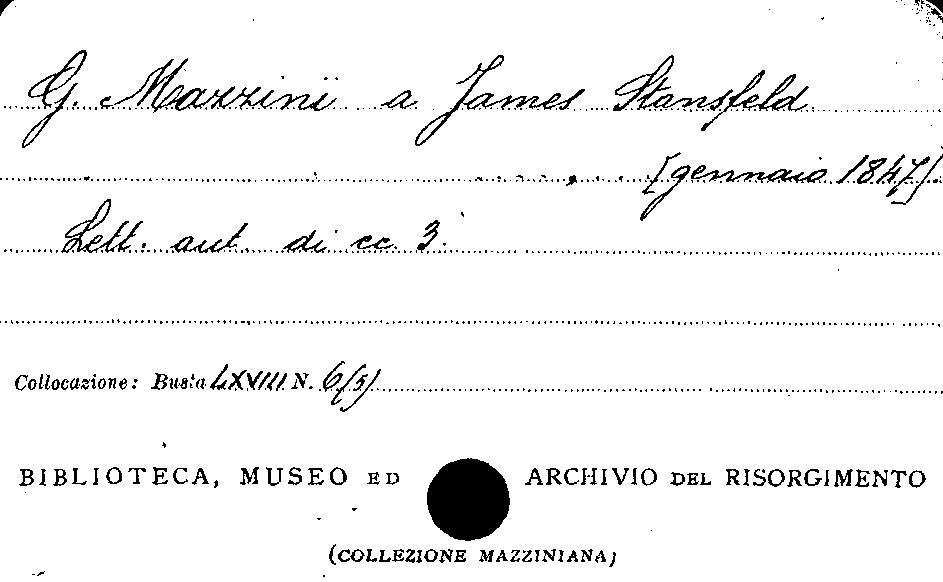 G. Mazzini a James Stansfeld
[gennaio 1847]
Lett. aut. di cc. 3.
Collocazione: Busta LXVIII N. 6/5)
BIBLIOTECA, MUSEO ED ARCHIVIO DEL RISORGIMENTO
(COLLEZIONE MAZZINIANA)